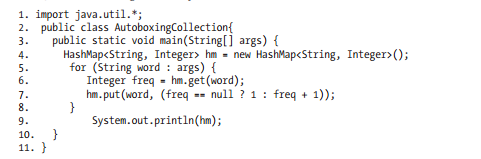 1. import java.util.*;
2. public class AutoboxingCollection{
3. public static void main(String[] args) {
4. HashMap<String, Integer> hm = new HashMap<String, Integer>();
5. for (String word : args) {
6. Integer freq = hm.get(word);
7. hm.put(word, (freq == null ? 1 : freq + 1));
8. }
9. System.out.println(hm);
10. }
11. }